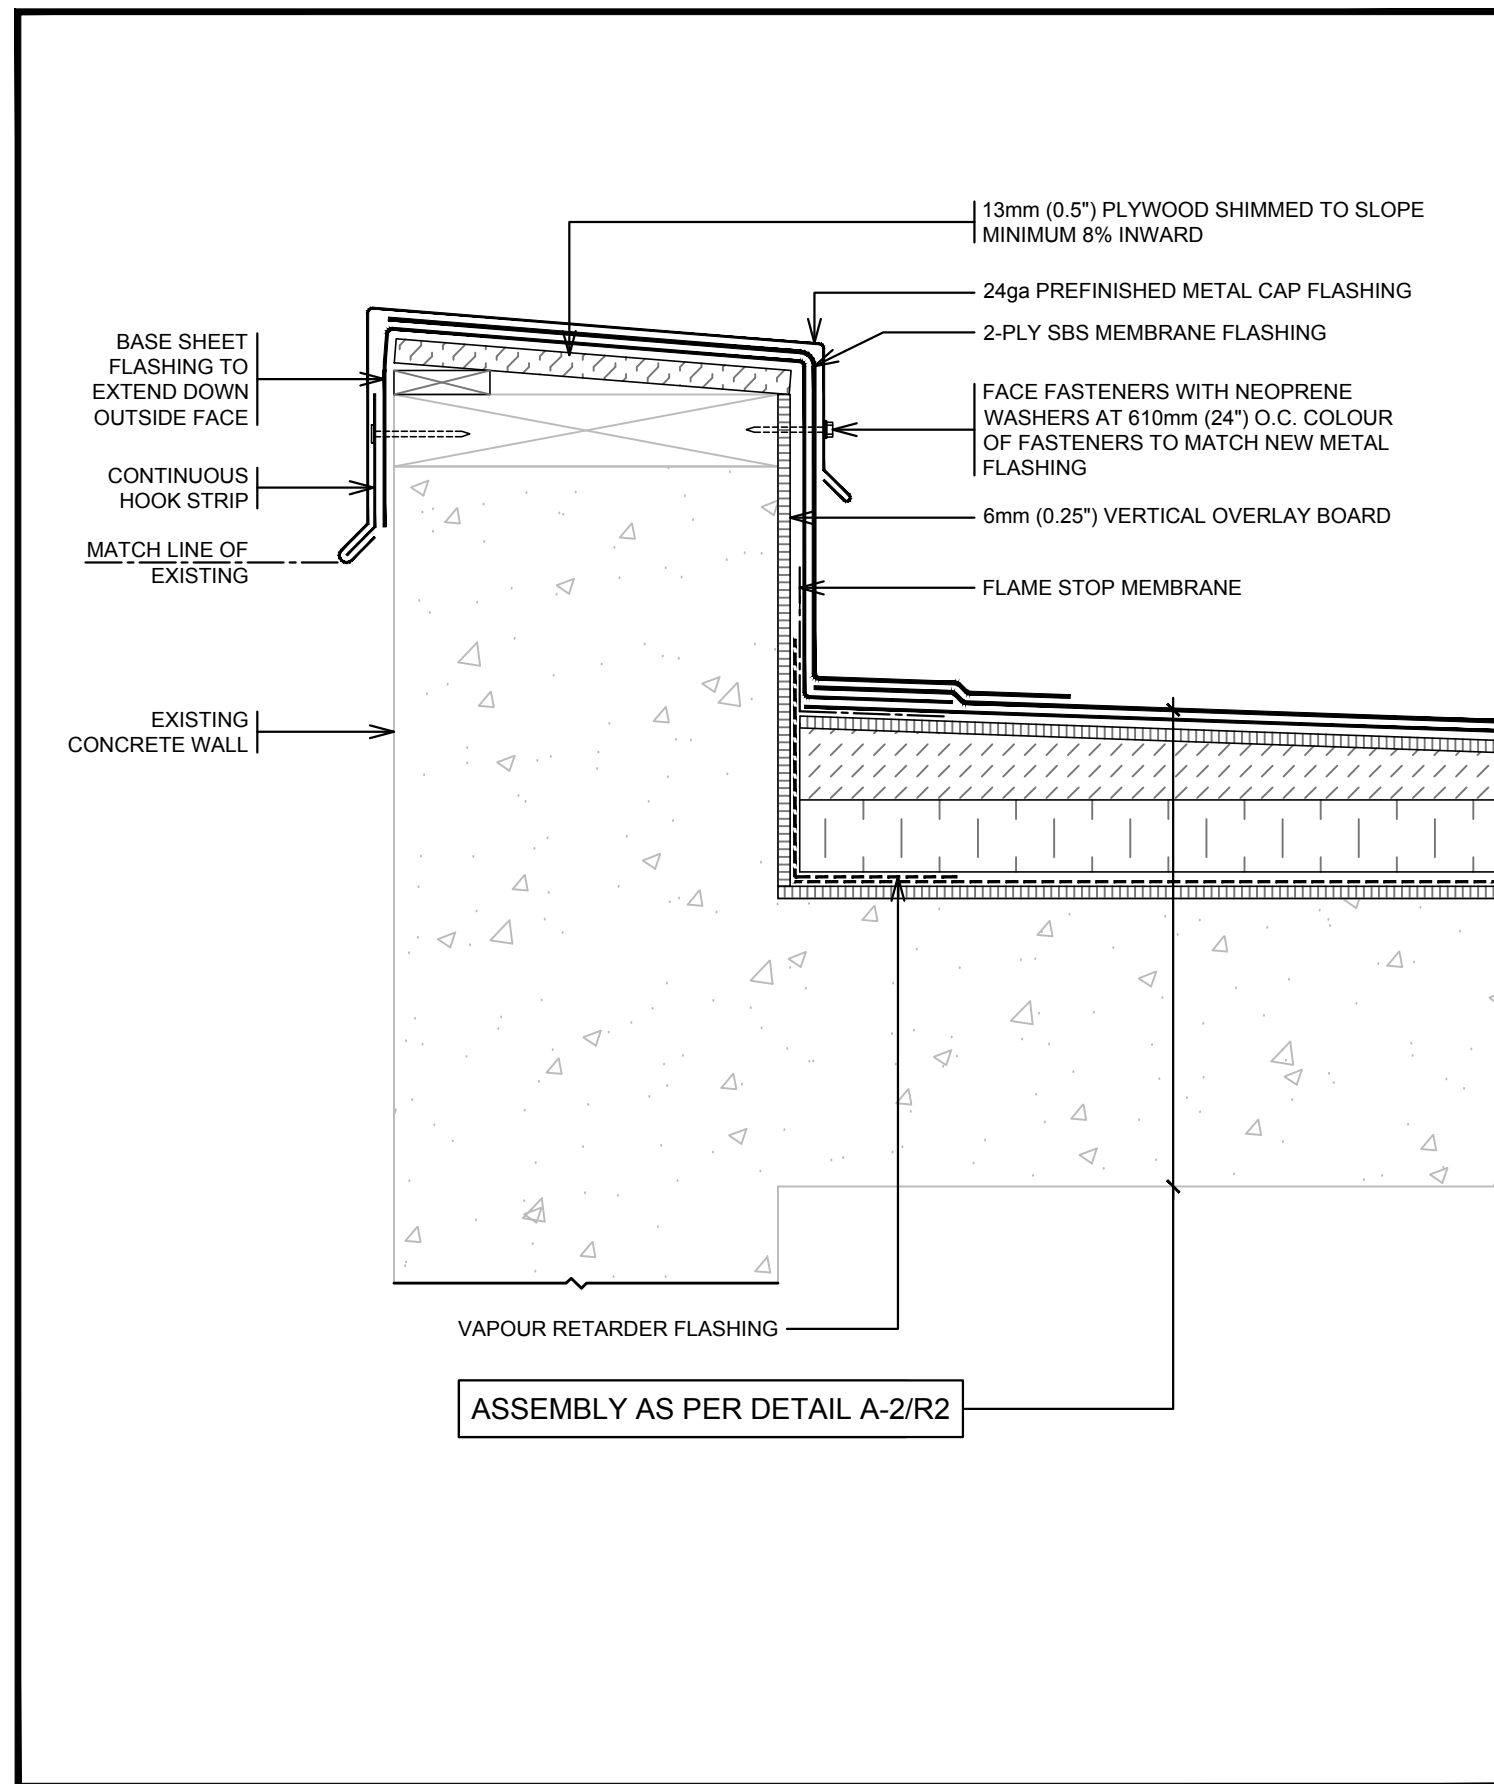 13mm (0.5") PLYWOOD SHIMMED TO SLOPE
MINIMUM 8% INWARD
24ga PREFINISHED METAL CAP FLASHING
2-PLY SBS MEMBRANE FLASHING
FACE FASTENERS WITH NEOPRENE
WASHERS AT 610mm (24") O.C. COLOUR
OF FASTENERS TO MATCH NEW METAL
FLASHING
6mm (0.25") VERTICAL OVERLAY BOARD
FLAME STOP MEMBRANE
BASE SHEET
FLASHING TO
EXTEND DOWN
OUTSIDE FACE
CONTINUOUS
HOOK STRIP
MATCH LINE OF
EXISTING
EXISTING
CONCRETE WALL
VAPOUR RETARDER FLASHING
ASSEMBLY AS PER DETAIL A-2/R2